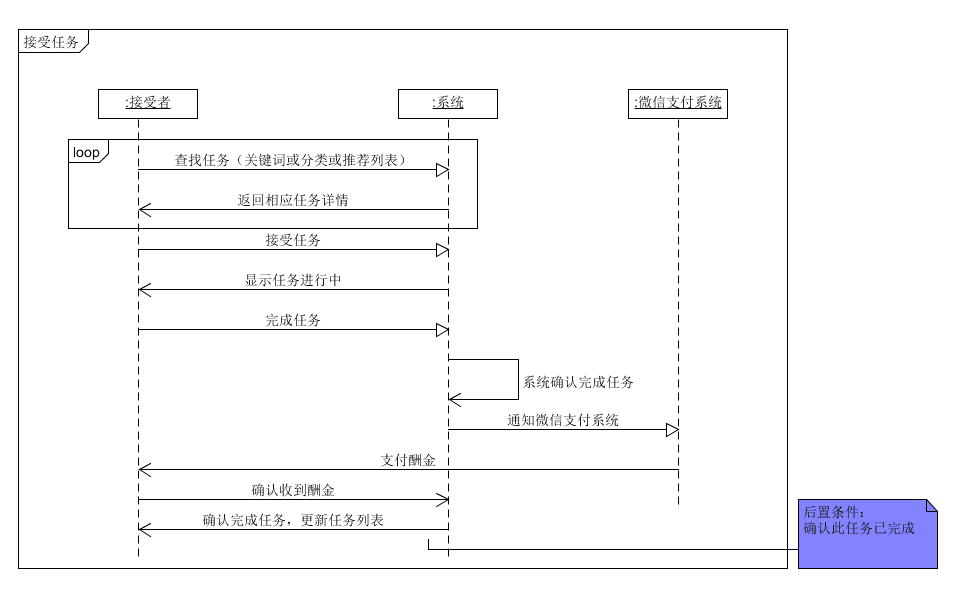 接受任务
:接受者
:系统
:微信支付系统
loop
查找任务（关键词或分类或推荐列表）
返回相应任务详情
接受任务
显示任务进行中
完成任务
系统确认完成任务
通知微信支付系统
支付酬金
确认收到酬金
确认完成任务，更新任务列表
后置条件：
确认此任务已完成